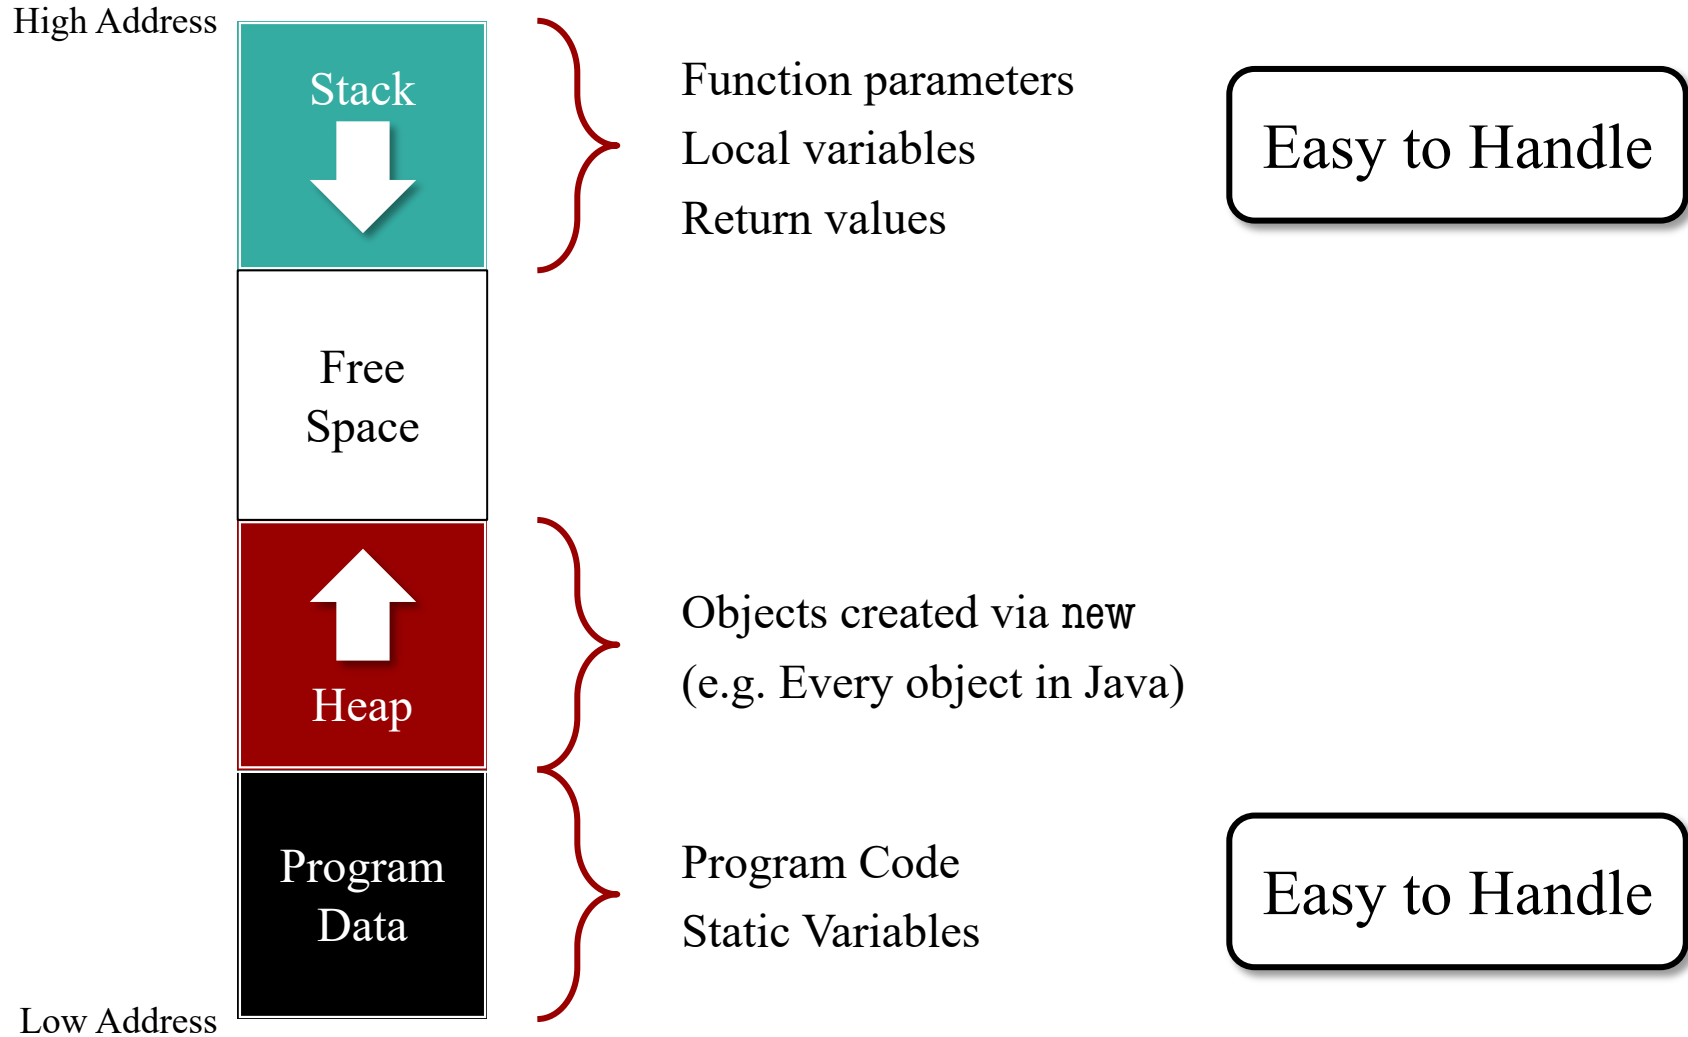 High Address
Stack
Function parameters
Local variables
Return values
Easy to Handle
Free
Space
Heap
Objects created via new
(e.g. Every object in Java)
Program
Data
Program Code
Static Variables
Easy to Handle
Low Address